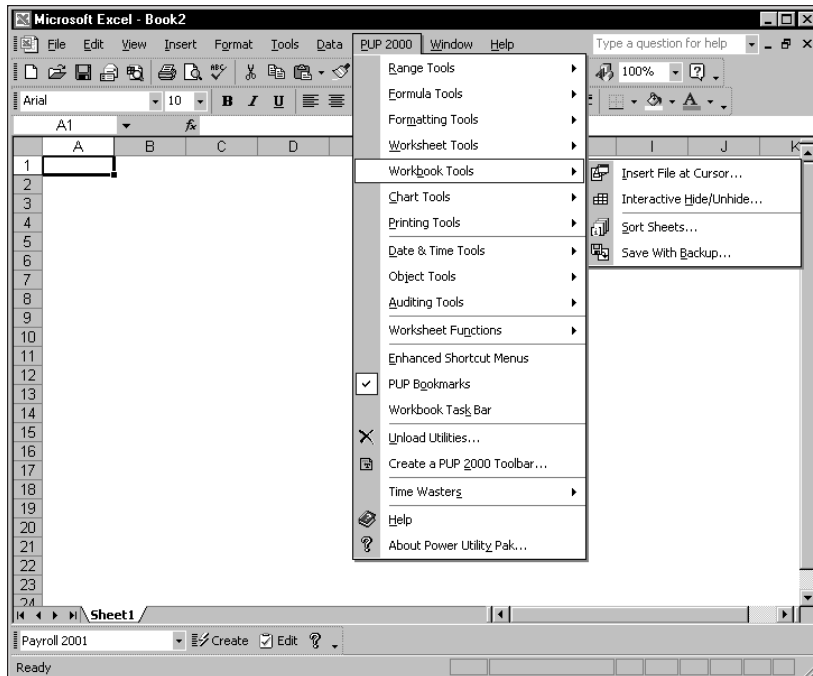 Microsoft Excel - Book2
File Edit View Insert Format Tools Data PUP 2000 Window Help Type a question for help
100%
Arial 10 B I U
A1 fx
A B C D I J K
1
2
3
4
5
6
7
8
9
10
11
12
13
14
15
16
17
18
19
20
21
22
23
24
Range Tools
Formula Tools
Formatting Tools
Worksheet Tools
Workbook Tools
Chart Tools
Printing Tools
Date & Time Tools
Object Tools
Auditing Tools
Worksheet Functions
Enhanced Shortcut Menus
PUP Bookmarks
Workbook Task Bar
Unload Utilities...
Create a PUP 2000 Toolbar...
Time Wasters
Help
About Power Utility Pak...
Insert File at Cursor...
Interactive Hide/Unhide...
Sort Sheets...
Save With Backup...
Sheet1
Payroll 2001 Create Edit
Ready